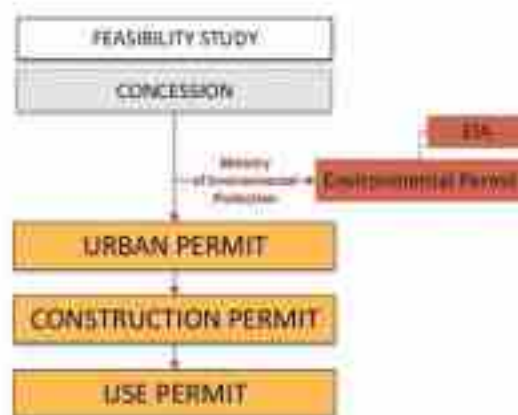 FEASIBILITY STUDY
CONCESSION
EIA
Ministry
of Environmental
Protection
Environmental Permit
URBAN PERMIT
CONSTRUCTION PERMIT
USE PERMIT